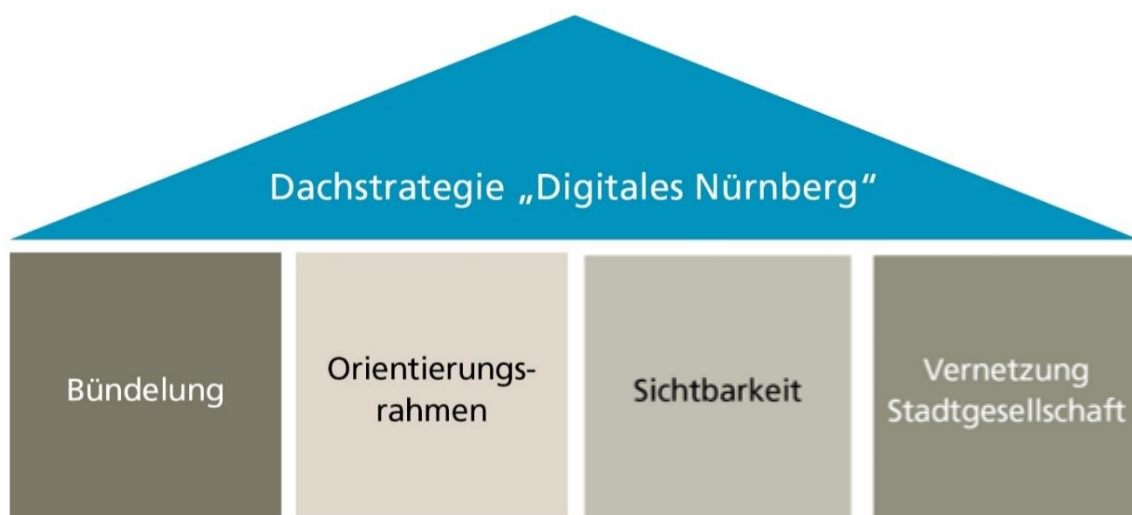 Dachstrategie „Digitales Nürnberg“
Bündelung
Orientierungs-
rahmen
Sichtbarkeit
Vernetzung
Stadtgesellschaft